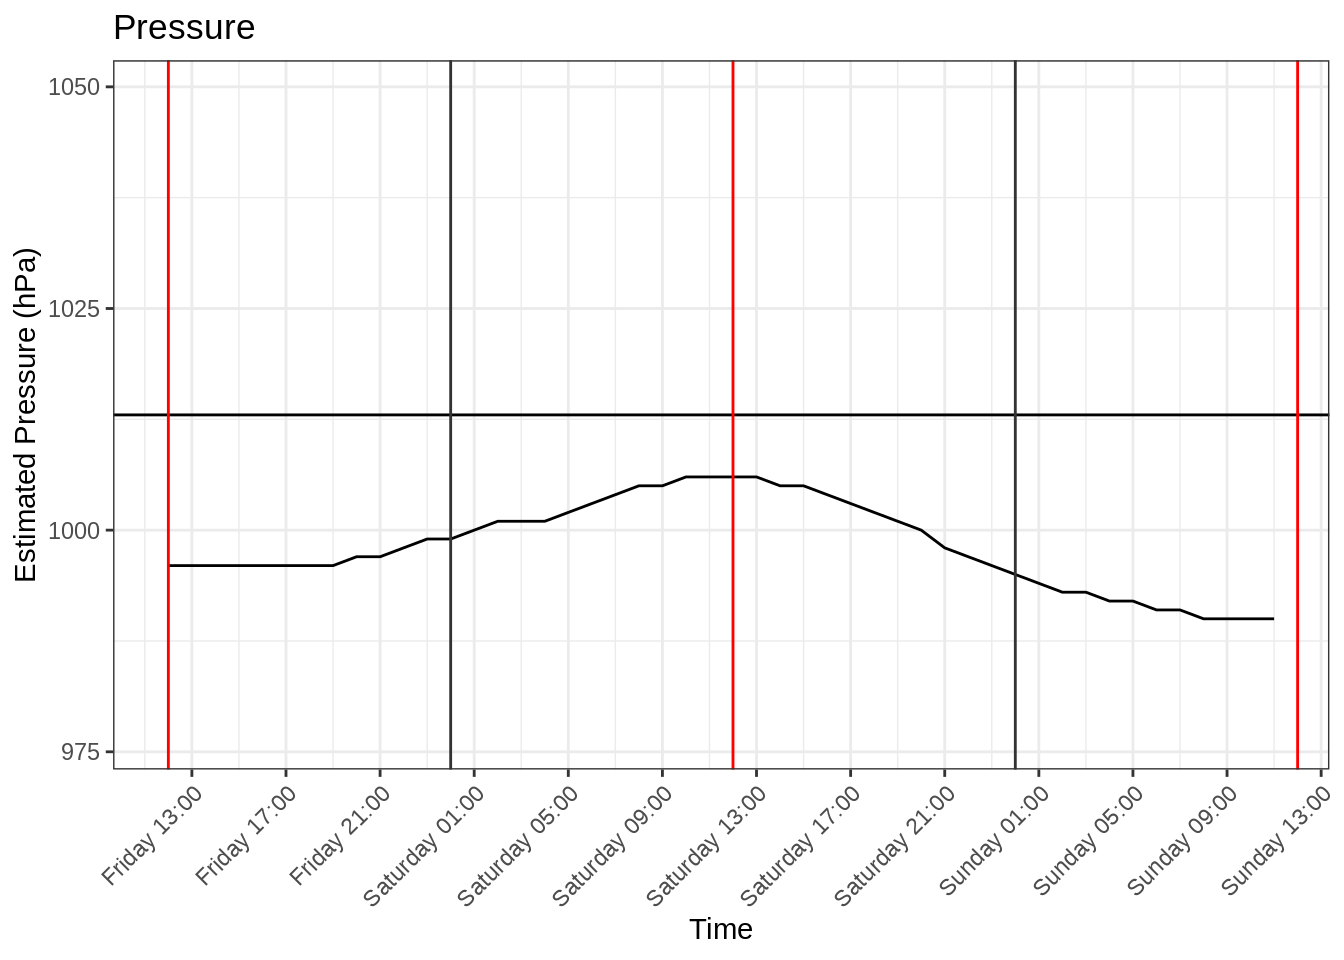 Pressure
Estimated Pressure (hPa)
1050
1025
1000
975
Friday 13:00
Friday 17:00
Friday 21:00
Saturday 01:00
Saturday 05:00
Saturday 09:00
Saturday 13:00
Saturday 17:00
Saturday 21:00
Sunday 01:00
Sunday 05:00
Sunday 09:00
Sunday 13:00
Time